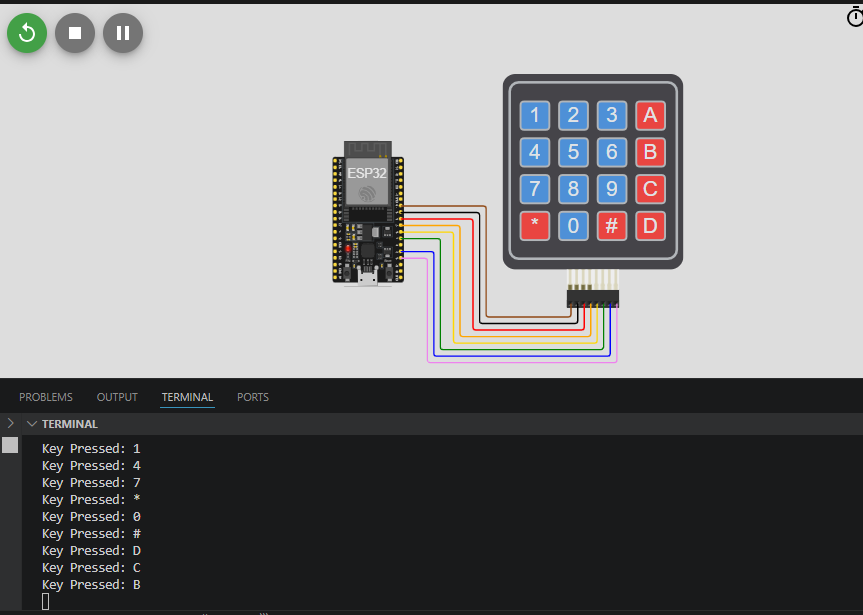 1 2 3 A
ESP32
4 5 6 B
7 8 9 C
* 0 # D
PROBLEMS OUTPUT TERMINAL PORTS
TERMINAL
Key Pressed: 1
Key Pressed: 4
Key Pressed: 7
Key Pressed: *
Key Pressed: 0
Key Pressed: #
Key Pressed: D
Key Pressed: C
Key Pressed: B